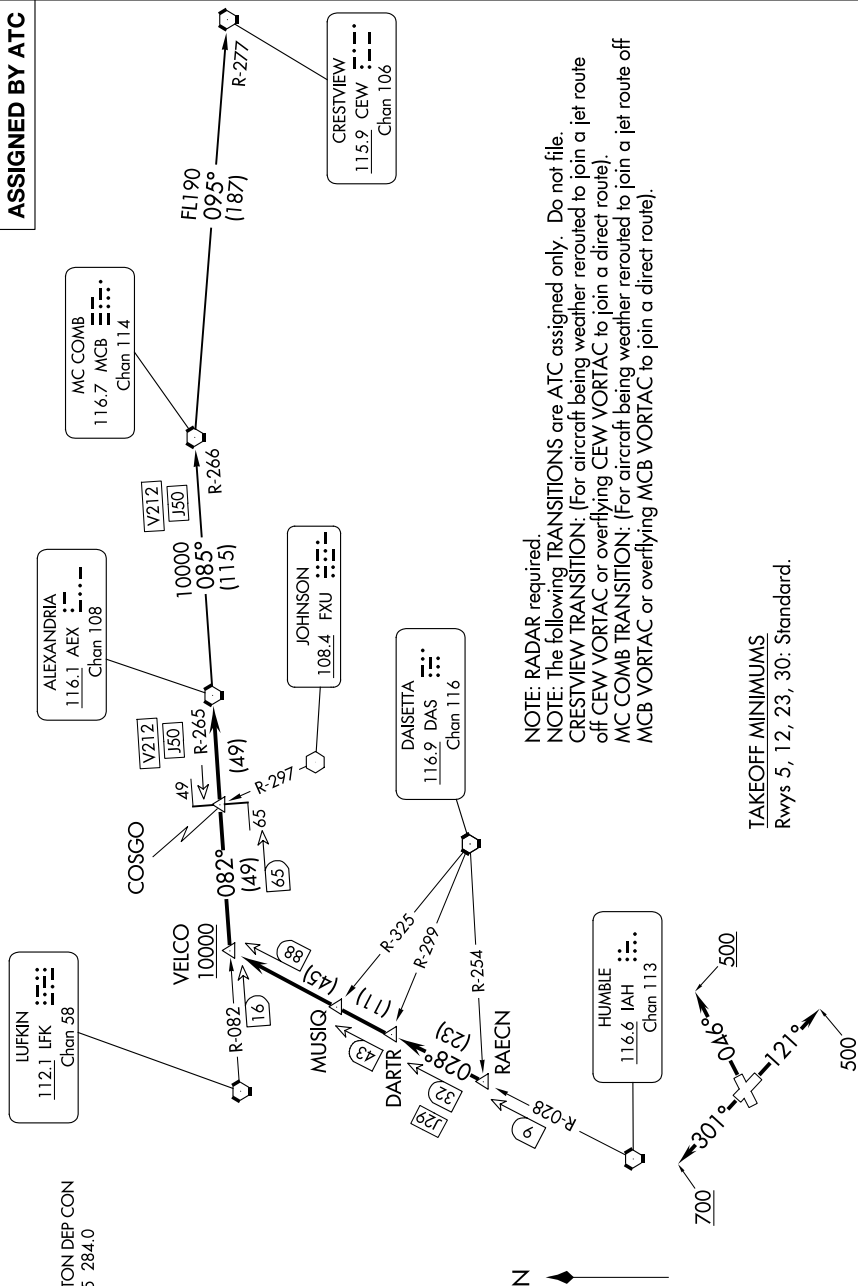 ASSIGNED BY ATC
TON DEP CON
284.0
LUFKIN
112.1 LFK
Chan 58
ALEXANDRIA
116.1 AEX
Chan 108
MC COMB
116.7 MCB
Chan 114
CRESTVIEW
115.9 CEW
Chan 106
JOHNSON
108.4 FXU
DAISETTA
116.9 DAS
Chan 116
HUMBLE
116.6 IAH
Chan 113
FL190
095°
(187)
R-277
V212
J50
10000
085°
(115)
R-266
V212
J50
R-265
49
(49)
COSGO
R-297
65
65
082°
(49)
VELCO
10000
R-082
16
88
(45)
MUSIQ
R-325
43
(11)
DARTR
R-299
32
J29
028°
(23)
RAECN
R-254
9
R-028
N
301°
700
046°
500
121°
500
NOTE: RADAR required.
NOTE: The following TRANSITIONS are ATC assigned only. Do not file.
CRESTVIEW TRANSITION: (For aircraft being weather rerouted to join a jet route
off CEW VORTAC or overflying CEW VORTAC to join a direct route).
MC COMB TRANSITION: (For aircraft being weather rerouted to join a jet route off
MCB VORTAC or overflying MCB VORTAC to join a direct route).
TAKEOFF MINIMUMS
Rwys 5, 12, 23, 30: Standard.